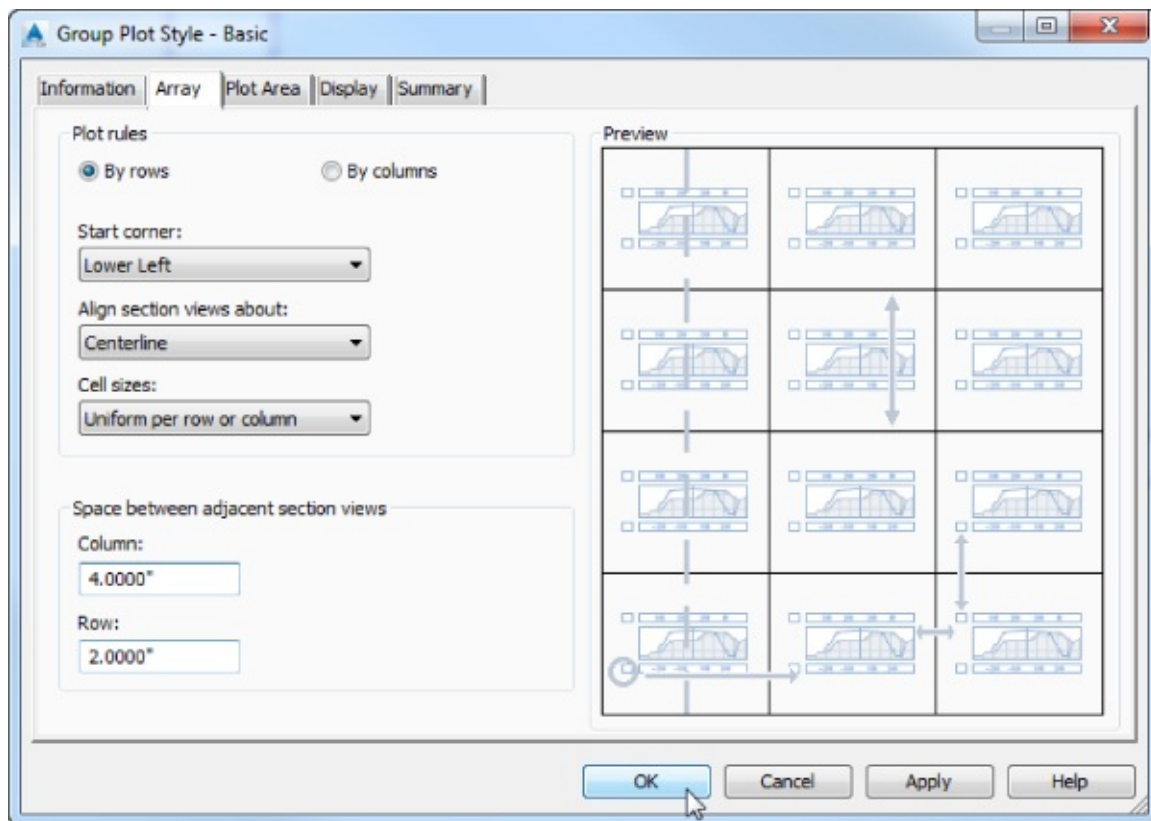 Group Plot Style - Basic
Information Array Plot Area Display Summary
Plot rules
By rows By columns
Start corner:
Lower Left
Align section views about:
Centerline
Cell sizes:
Uniform per row or column
Space between adjacent section views
Column:
4.0000"
Row:
2.0000"
Preview
OK Cancel Apply Help